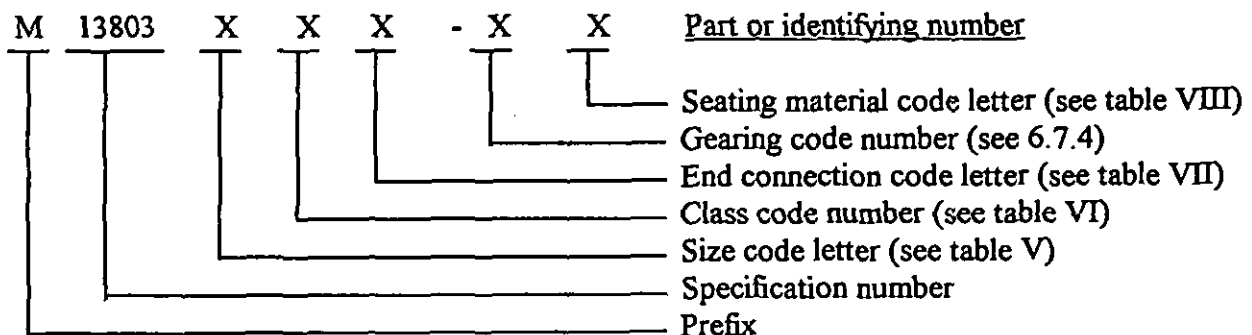 M 13803 X X X - X X Part or identifying number
Seating material code letter (see table VIII)
Gearing code number (see 6.7.4)
End connection code letter (see table VII)
Class code number (see table VI)
Size code letter (see table V)
Specification number
Prefix